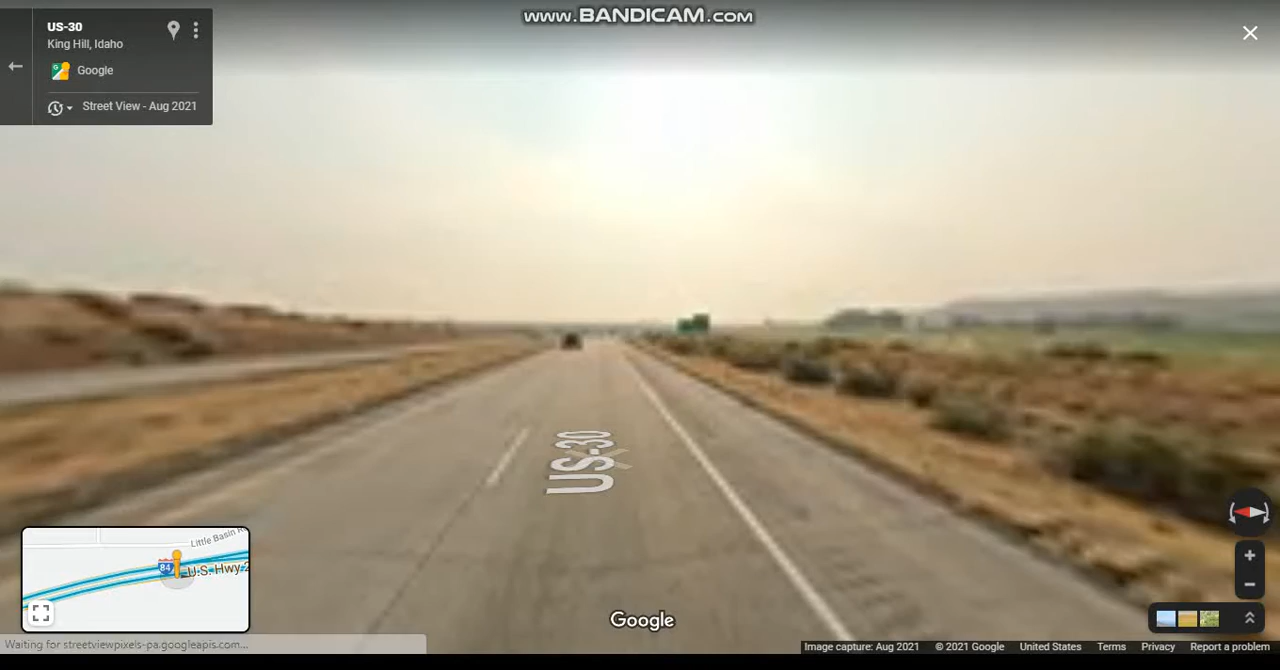 www.BANDICAM.com
US-30
King Hill, Idaho
Google
Street View - Aug 2021
US-30
Little Basin R
84
U.S. Hwy 2
Google
Waiting for streetviewpixels-pa.googleapis.com...
Image capture: Aug 2021 © 2021 Google United States Terms Privacy Report a problem